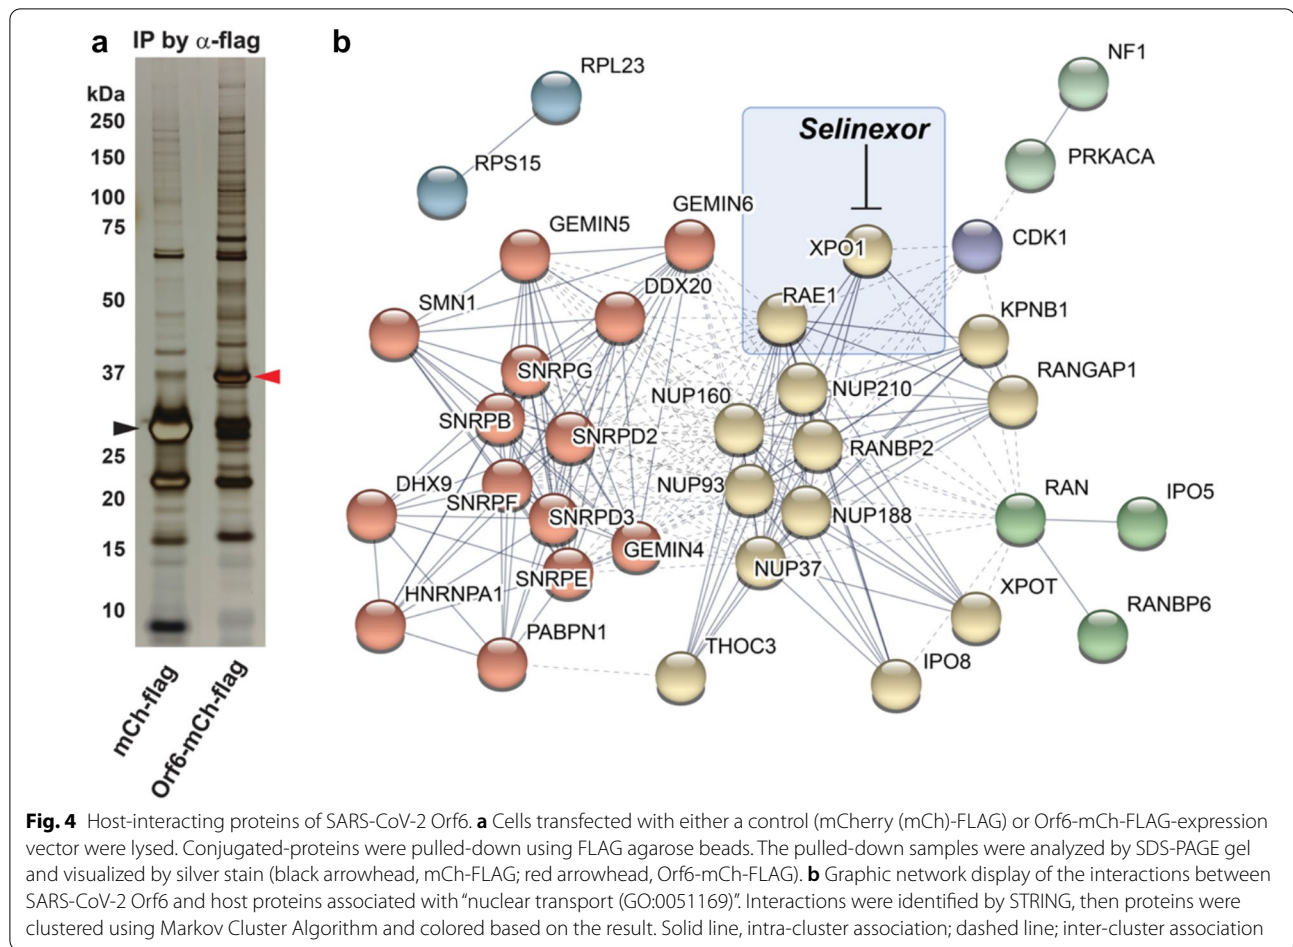 a IP by α-flag
kDa
250
150
100
75
50
37
25
20
15
10
mCh-flag
Orf6-mCh-flag
b
RPL23
RPS15
NF1
PRKACA
Selinexor
GEMIN6
GEMIN5
XPO1
CDK1
DDX20
RAE1
SMN1
KPNB1
SNRPG
RANGAP1
NUP160
NUP210
SNRPB
SNRPD2
RANBP2
DHX9
SNRPF
NUP93
RAN
IPO5
SNRPD3
NUP188
GEMIN4
SNRPE
NUP37
HNRNPA1
XPOT
RANBP6
PABPN1
THOC3
IPO8
Fig. 4 Host-interacting proteins of SARS-CoV-2 Orf6. a Cells transfected with either a control (mCherry (mCh)-FLAG) or Orf6-mCh-FLAG-expression
vector were lysed. Conjugated-proteins were pulled-down using FLAG agarose beads. The pulled-down samples were analyzed by SDS-PAGE gel
and visualized by silver stain (black arrowhead, mCh-FLAG; red arrowhead, Orf6-mCh-FLAG). b Graphic network display of the interactions between
SARS-CoV-2 Orf6 and host proteins associated with "nuclear transport (GO:0051169)". Interactions were identified by STRING, then proteins were
clustered using Markov Cluster Algorithm and colored based on the result. Solid line, intra-cluster association; dashed line; inter-cluster association